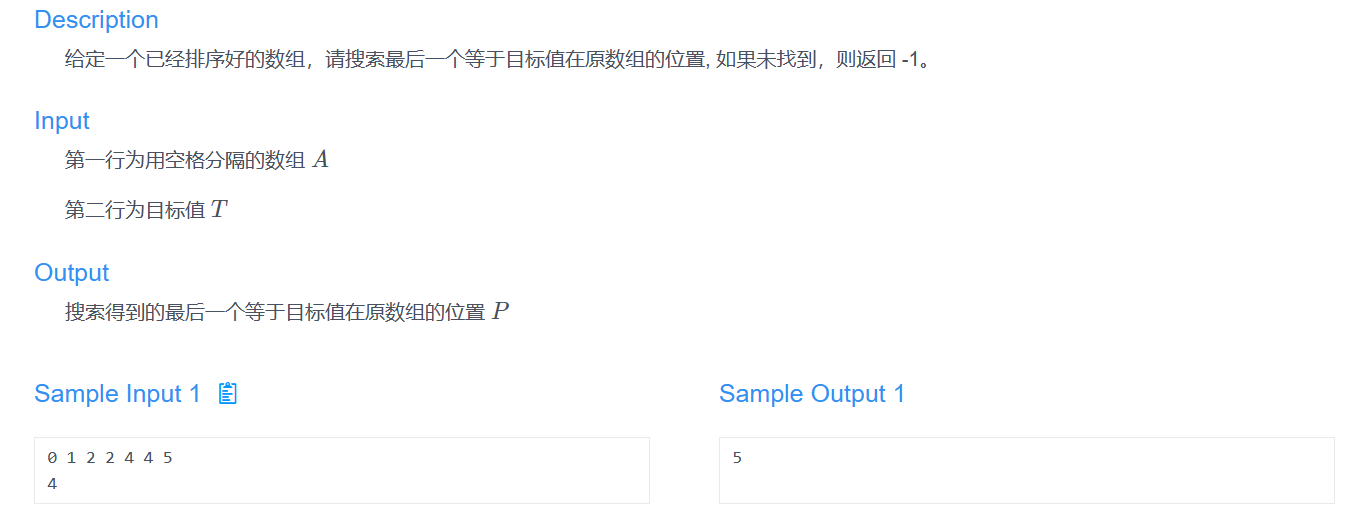 Description
给定一个已经排序好的数组，请搜索最后一个等于目标值在原数组的位置, 如果未找到，则返回 -1。
Input
第一行为用空格分隔的数组 A
第二行为目标值 T
Output
搜索得到的最后一个等于目标值在原数组的位置 P
Sample Input 1
0 1 2 2 4 4 5
4
Sample Output 1
5